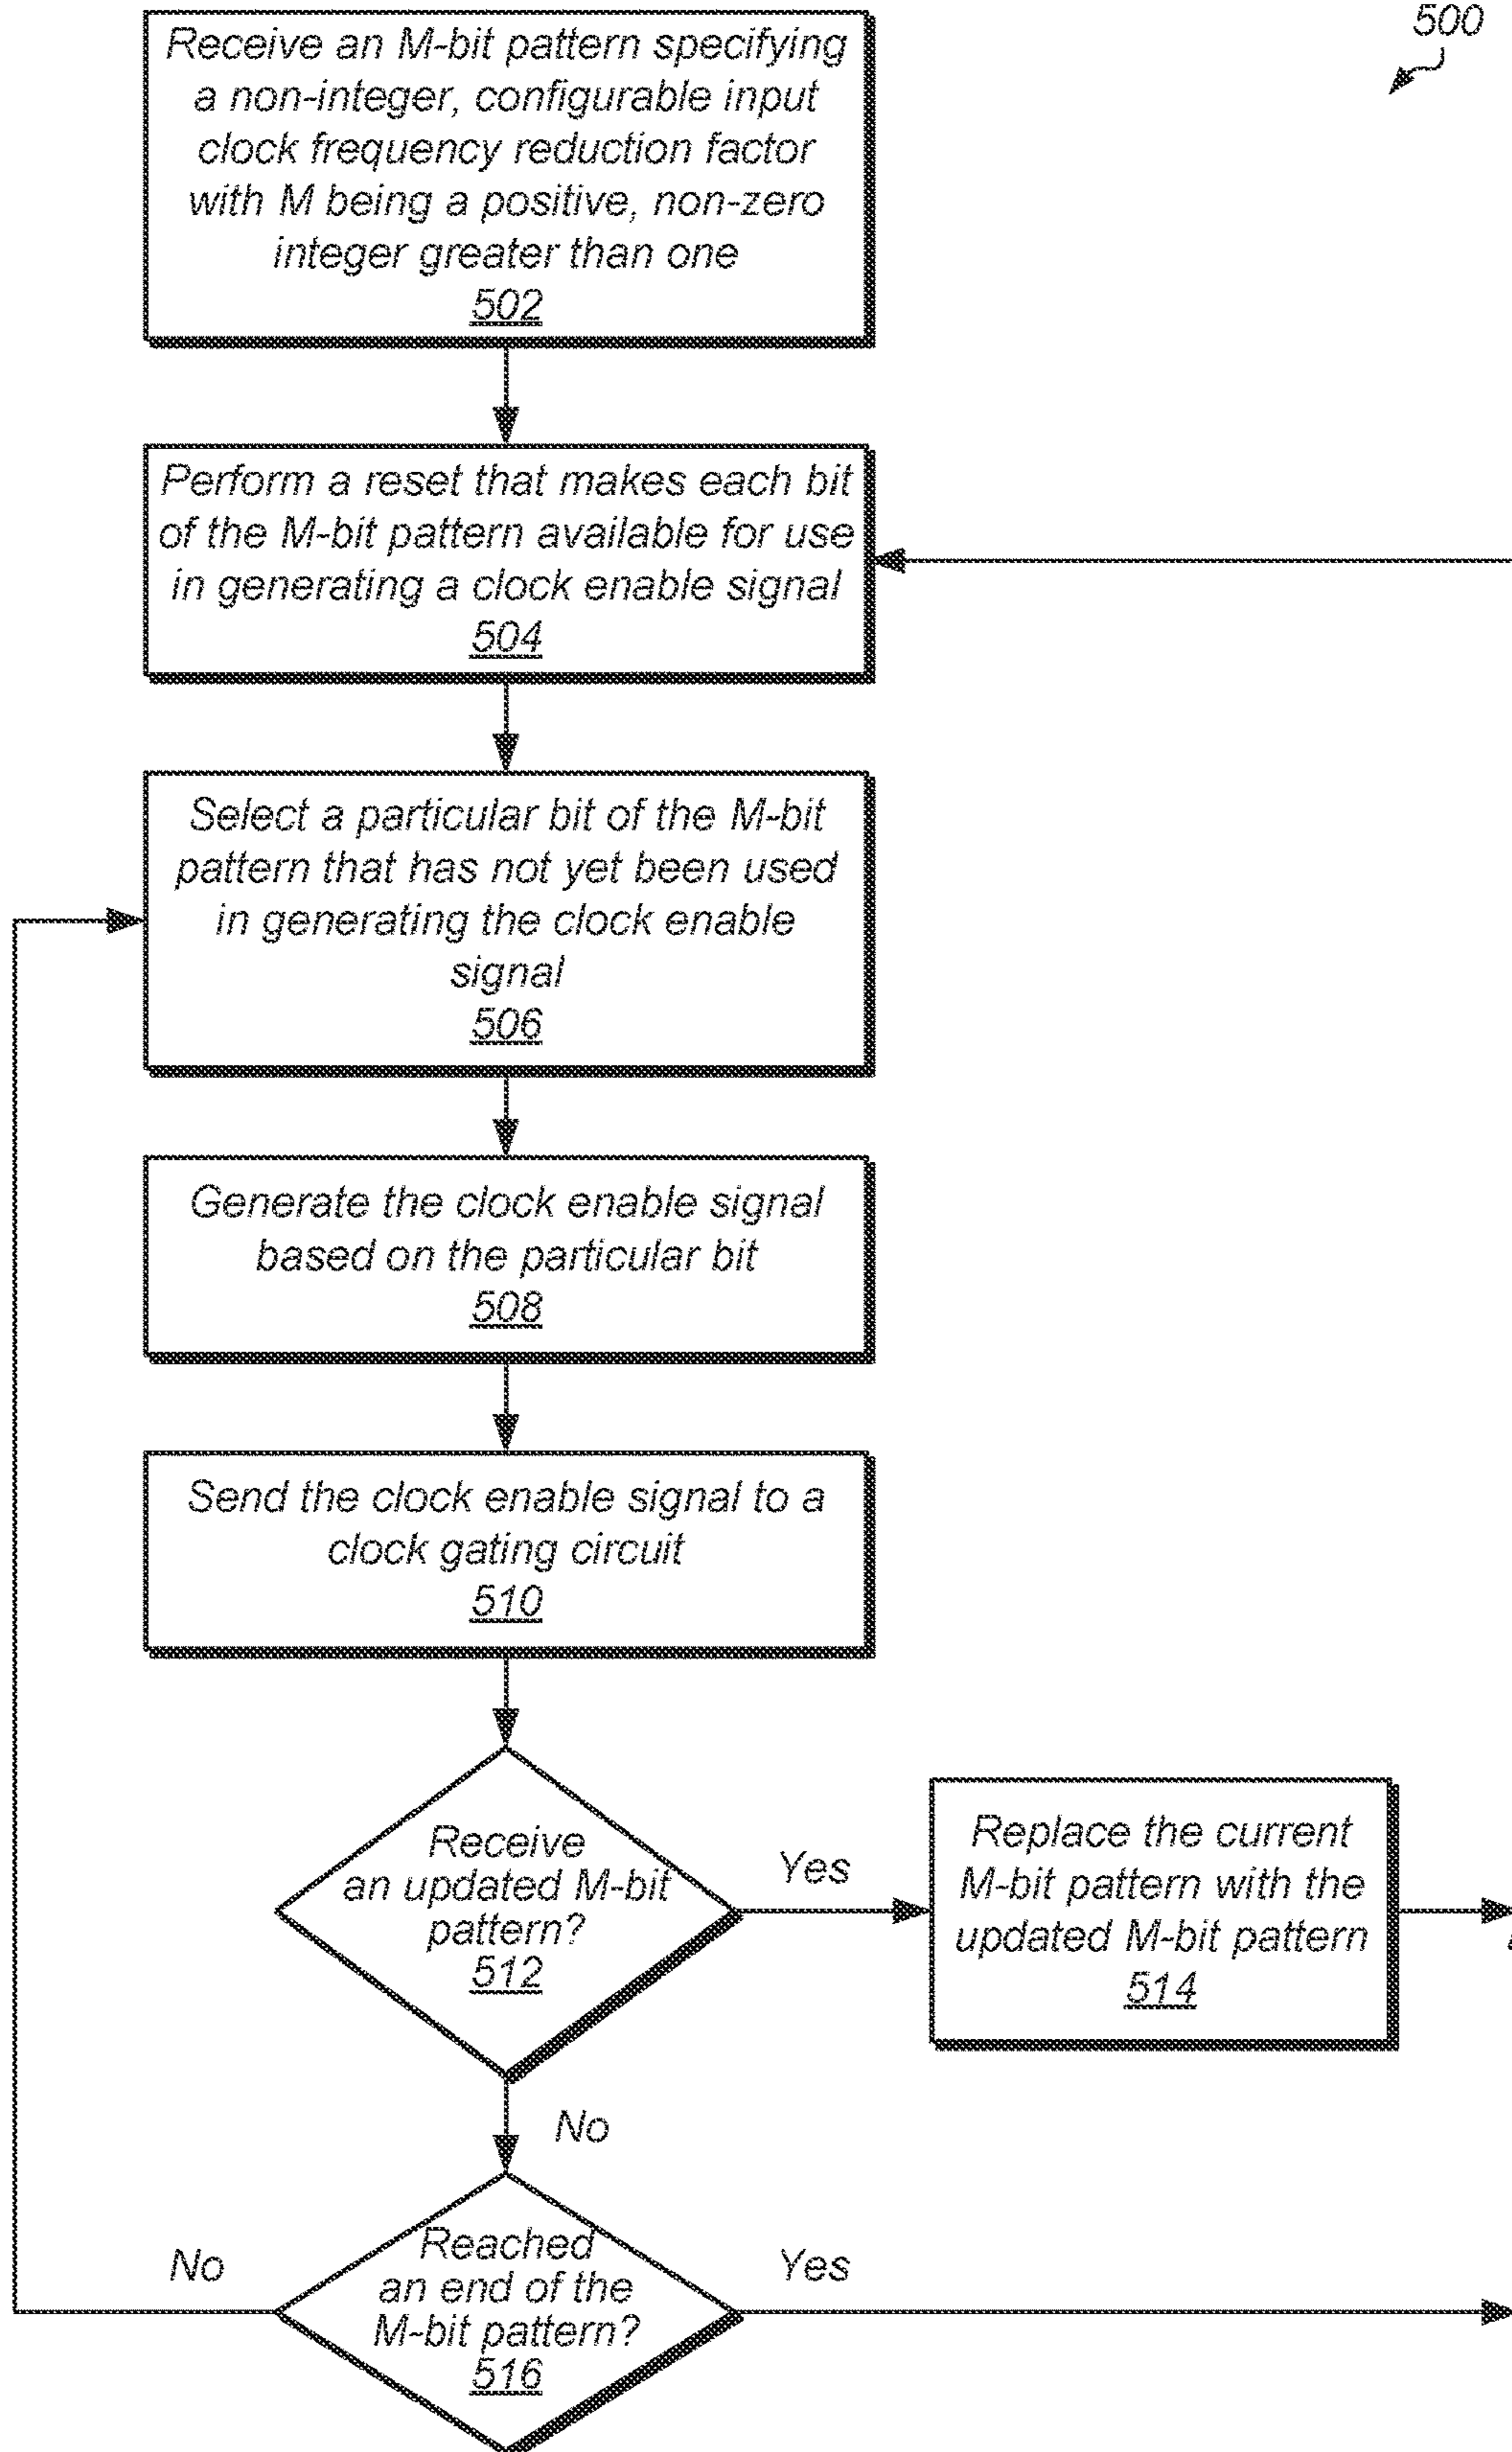 500
Receive an M-bit pattern specifying
a non-integer, configurable input
clock frequency reduction factor
with M being a positive, non-zero
integer greater than one
502
Perform a reset that makes each bit
of the M-bit pattern available for use
in generating a clock enable signal
504
Select a particular bit of the M-bit
pattern that has not yet been used
in generating the clock enable
signal
506
Generate the clock enable signal
based on the particular bit
508
Send the clock enable signal to a
clock gating circuit
510
Receive
an updated M-bit
pattern?
512
Yes
Replace the current
M-bit pattern with the
updated M-bit pattern
514
No
Reached
an end of the
M-bit pattern?
516
No
Yes